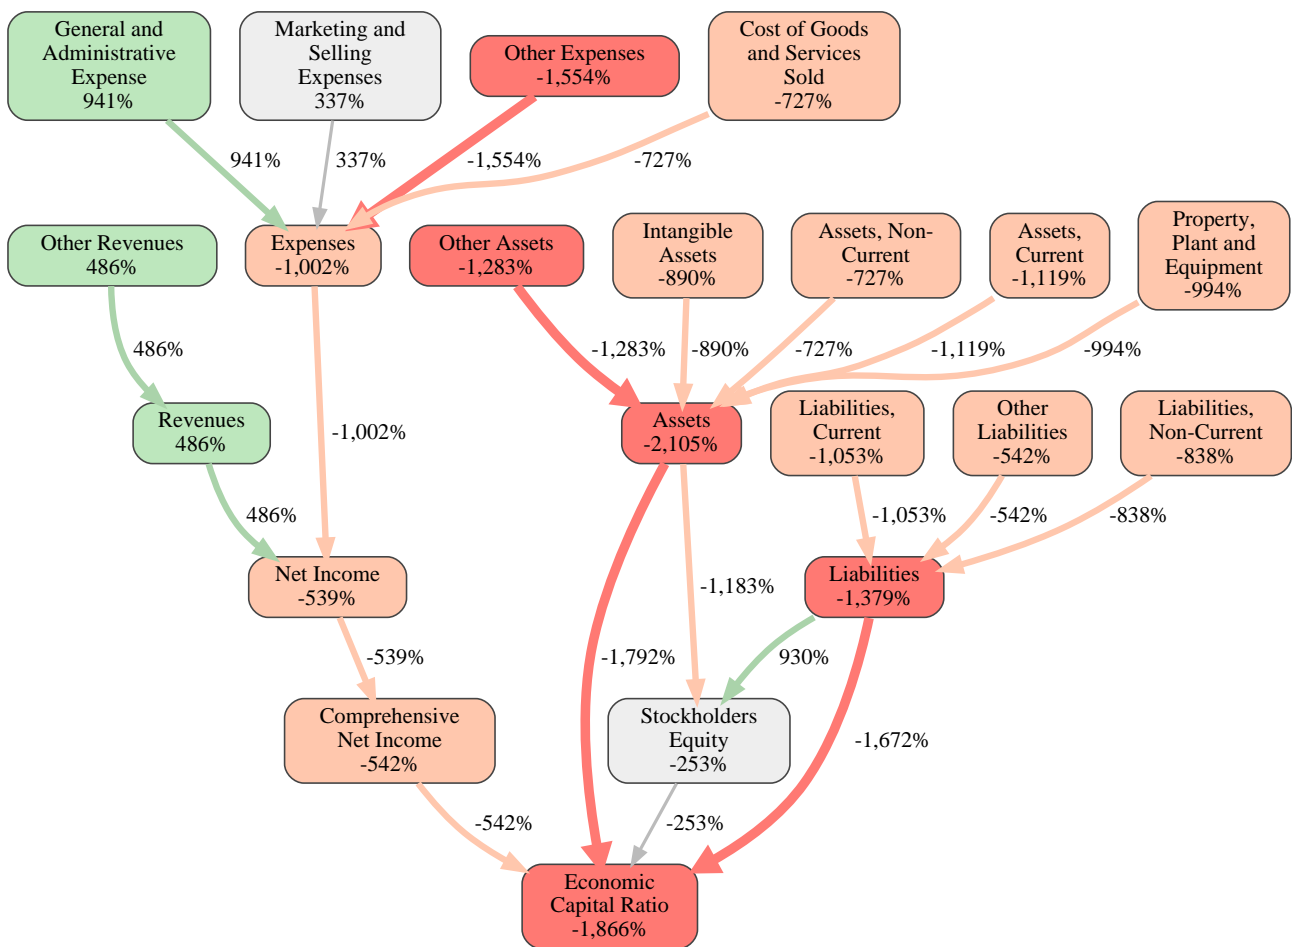 General and
Administrative
Expense
941%
Marketing and
Selling
Expenses
337%
Other Expenses
-1,554%
Cost of Goods
and Services
Sold
-727%
941%
337%
-1,554%
-727%
Other Revenues
486%
Expenses
-1,002%
Other Assets
-1,283%
Intangible
Assets
-890%
Assets, Non-
Current
-727%
Assets,
Current
-1,119%
Property,
Plant and
Equipment
-994%
486%
-1,283%
-890%
-727%
-1,119%
-994%
Revenues
486%
-1,002%
Assets
-2,105%
Liabilities,
Current
-1,053%
Other
Liabilities
-542%
Liabilities,
Non-Current
-838%
486%
-1,053%
-542%
-838%
Net Income
-539%
-1,183%
Liabilities
-1,379%
-539%
-1,792%
930%
Comprehensive
Net Income
-542%
Stockholders
Equity
-253%
-1,672%
-542%
-253%
Economic
Capital Ratio
-1,866%